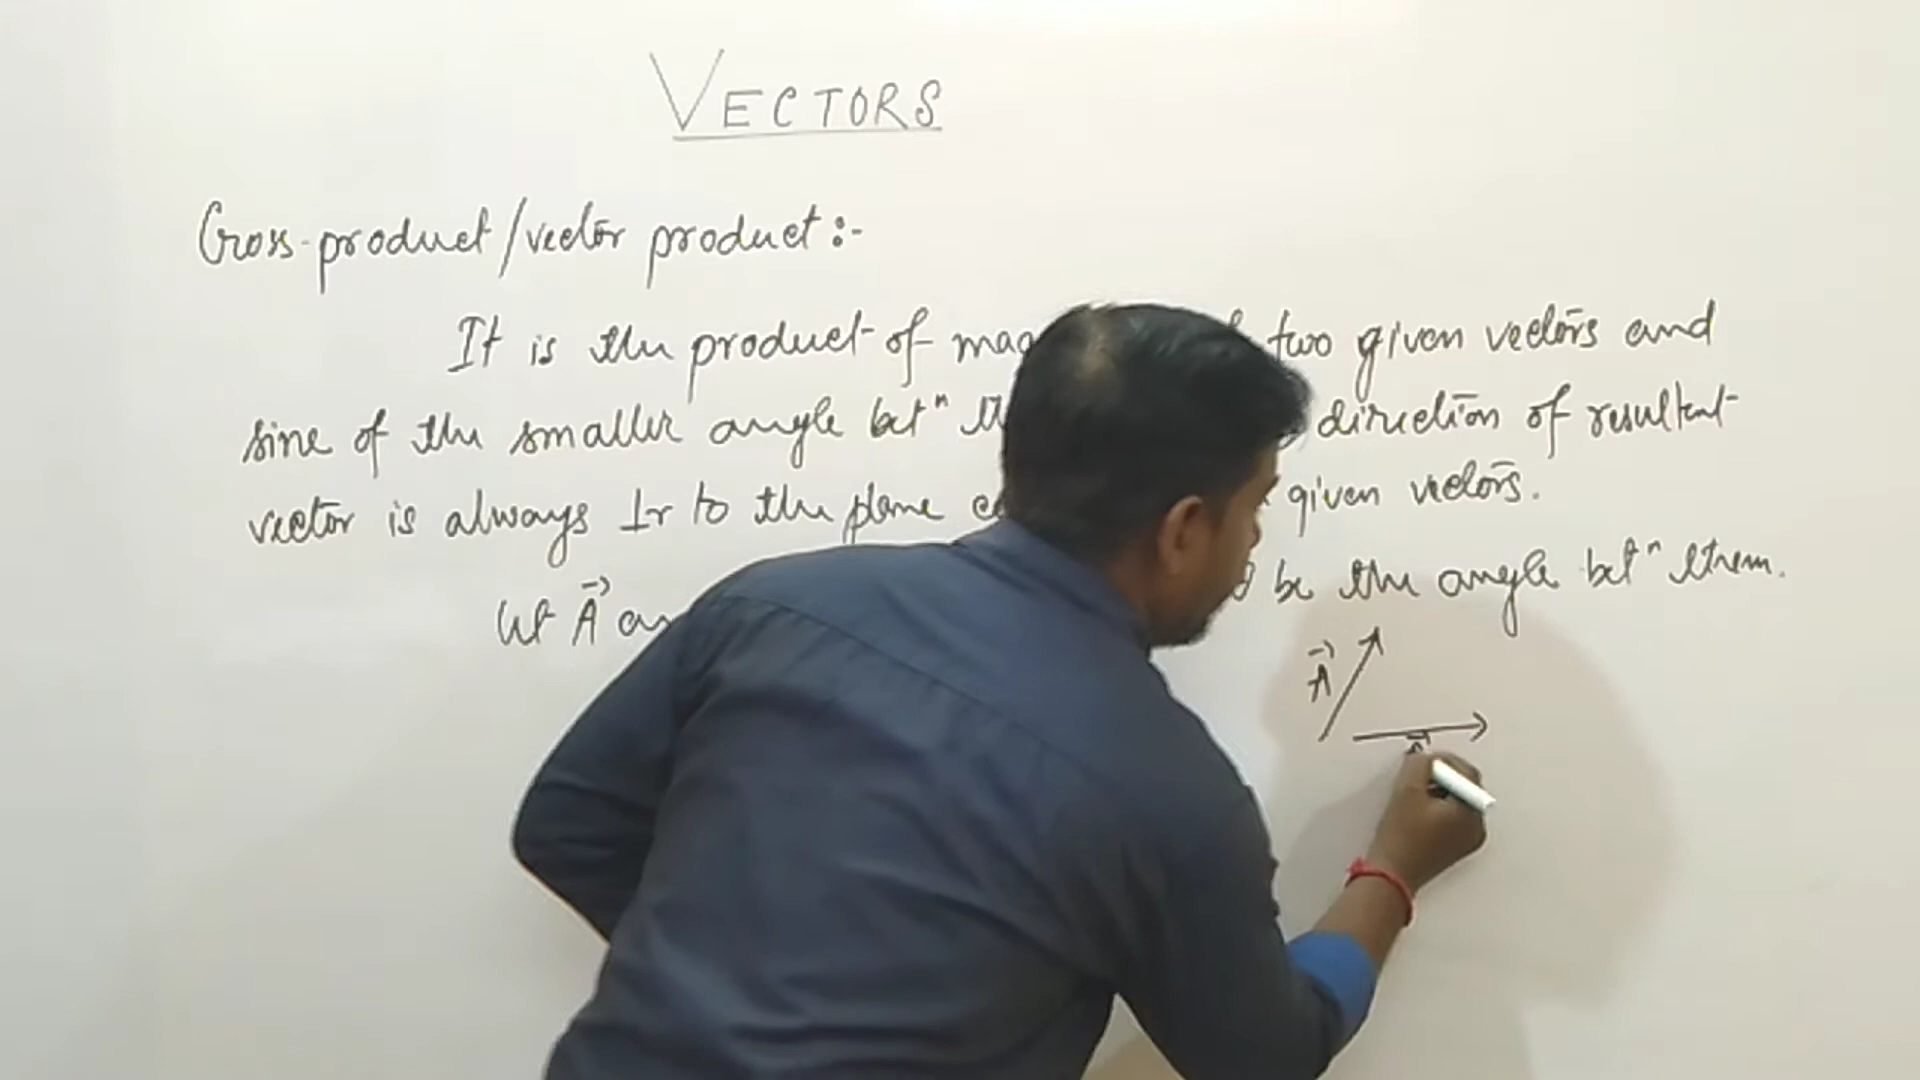 VECTORS
Cross-product/vector product:-
It is the product of two given vectors and
sine of the smaller angle betⁿ direction of resultant
vector is always ⊥r to the plane given vectors.
Let A⃗ be the angle betⁿ them.
A⃗